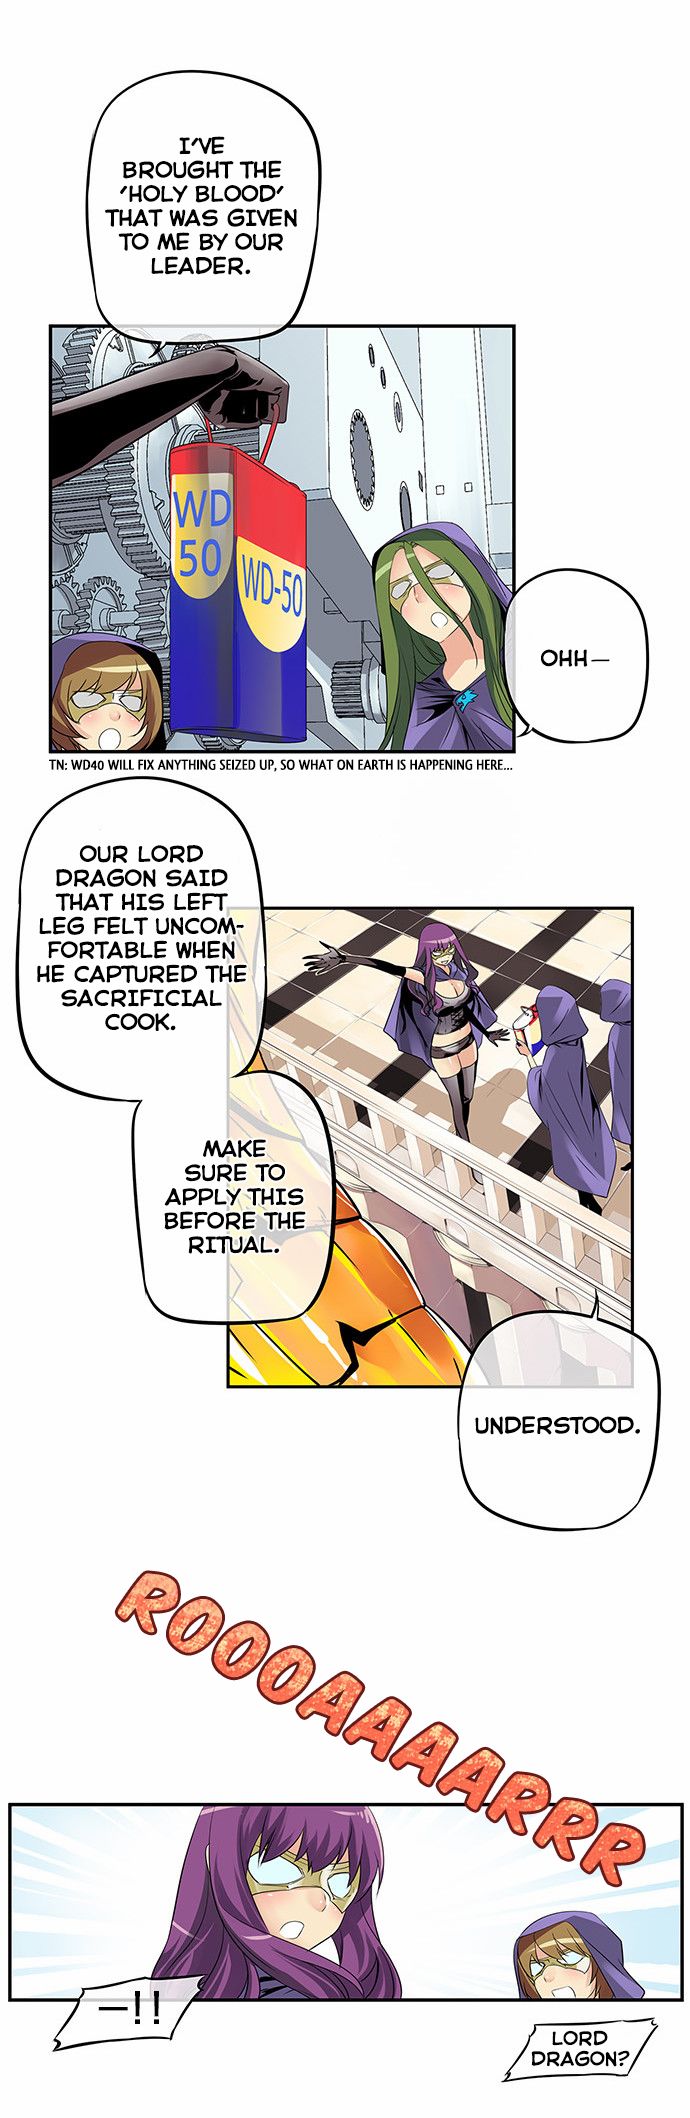 I'VE
BROUGHT THE
'HOLY BLOOD'
THAT WAS GIVEN
TO ME BY OUR
LEADER.
WD
50
WD-50
OHH—
TN: WD40 WILL FIX ANYTHING SEIZED UP, SO WHAT ON EARTH IS HAPPENING HERE...
OUR LORD
DRAGON SAID
THAT HIS LEFT
LEG FELT UNCOM-
FORTABLE WHEN
HE CAPTURED THE
SACRIFICIAL
COOK.
MAKE
SURE TO
APPLY THIS
BEFORE THE
RITUAL.
UNDERSTOOD.
ROOOAAAARRR
—!!
LORD
DRAGON?